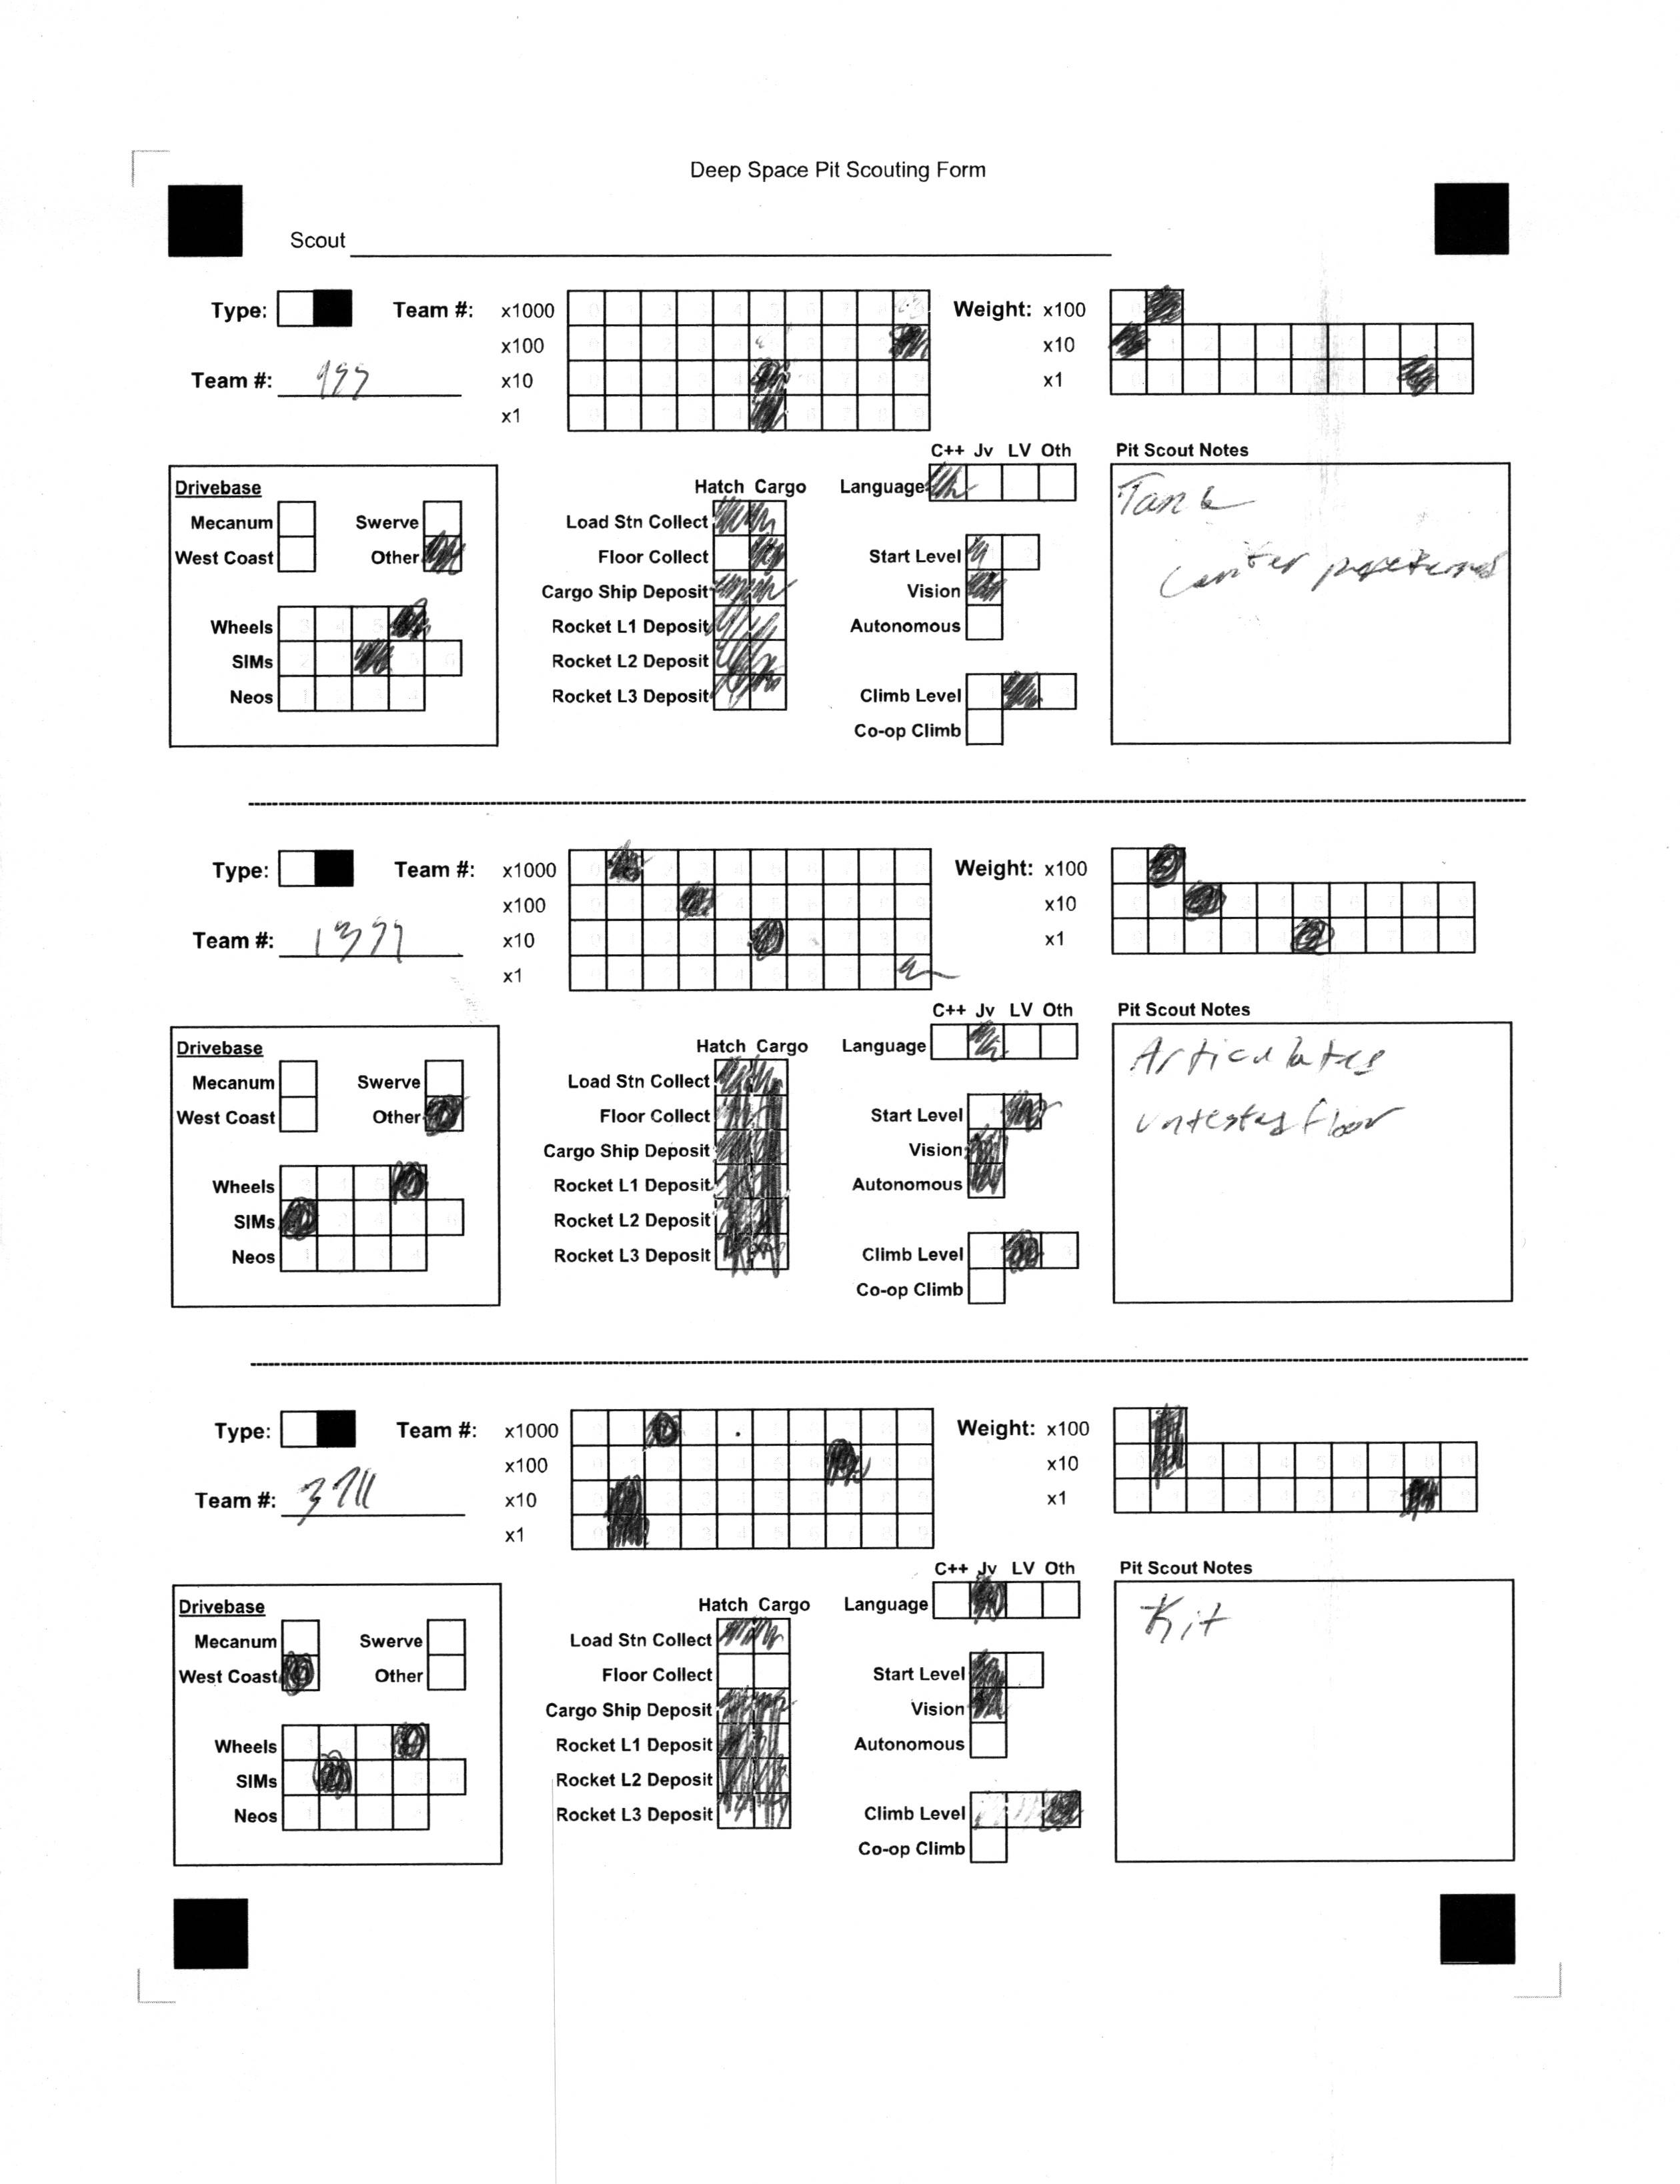 Deep Space Pit Scouting Form
Scout
Type: Team #: x1000 Weight: x100
x100 x10
Team #: x10 x1
x1
C++ Jv LV Oth Pit Scout Notes
Drivebase Hatch Cargo Language Tank
Mecanum Swerve Load Stn Collect
West Coast Other Floor Collect Start Level
Cargo Ship Deposit Vision
Wheels Rocket L1 Deposit Autonomous
SIMs Rocket L2 Deposit
Neos Rocket L3 Deposit Climb Level
Co-op Climb
Type: Team #: x1000 Weight: x100
x100 x10
Team #: x10 x1
x1
C++ Jv LV Oth Pit Scout Notes
Drivebase Hatch Cargo Language Articulates
Mecanum Swerve Load Stn Collect
West Coast Other Floor Collect Start Level floor
Cargo Ship Deposit Vision
Wheels Rocket L1 Deposit Autonomous
SIMs Rocket L2 Deposit
Neos Rocket L3 Deposit Climb Level
Co-op Climb
Type: Team #: x1000 Weight: x100
x100 x10
Team #: 3711 x10 x1
x1
C++ Jv LV Oth Pit Scout Notes
Drivebase Hatch Cargo Language Kit
Mecanum Swerve Load Stn Collect
West Coast Other Floor Collect Start Level
Cargo Ship Deposit Vision
Wheels Rocket L1 Deposit Autonomous
SIMs Rocket L2 Deposit
Neos Rocket L3 Deposit Climb Level
Co-op Climb